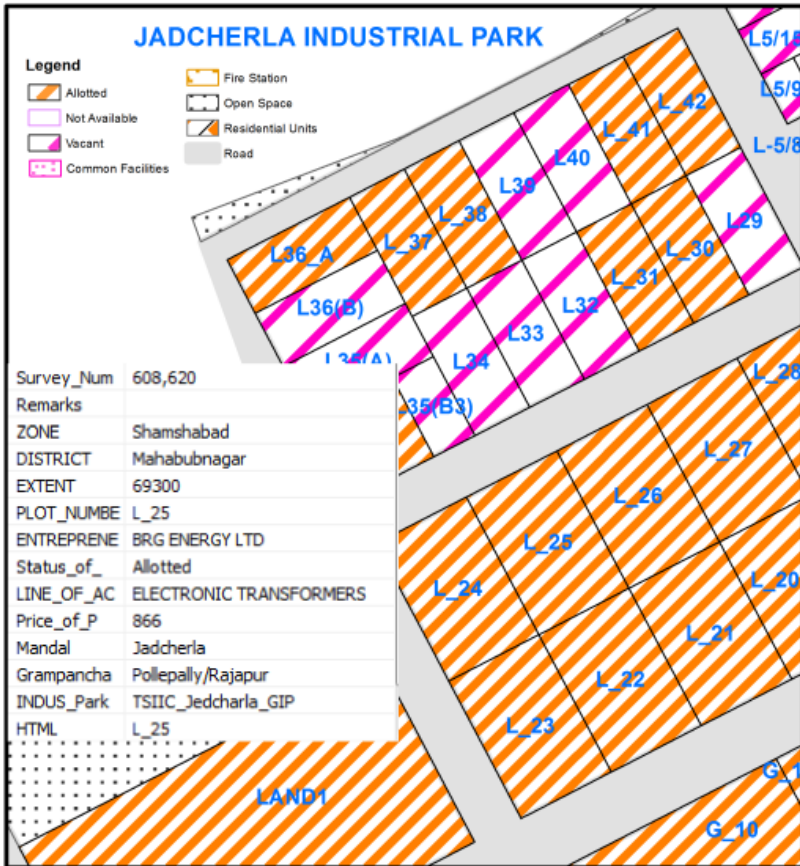 JADCHERLA INDUSTRIAL PARK
Legend
Allotted
Not Available
Vacant
Common Facilities
Fire Station
Open Space
Residential Units
Road
L5/9
L-5/8
L_42
L_41
L40
L39
L_38
L_37
L36_A
L29
L_30
L_31
L32
L33
L34
L36(B)
L35(A)
L35(B3)
L_28
L_27
L_26
L_25
L_24
L_20
L_21
L_22
L_23
LAND1
G_10
Survey_Num 608,620
Remarks
ZONE Shamshabad
DISTRICT Mahabubnagar
EXTENT 69300
PLOT_NUMBE L_25
ENTREPRENE BRG ENERGY LTD
Status_of_ Allotted
LINE_OF_AC ELECTRONIC TRANSFORMERS
Price_of_P 866
Mandal Jadcherla
Grampancha Pollepally/Rajapur
INDUS_Park TSIIC_Jedcharla_GIP
HTML L_25